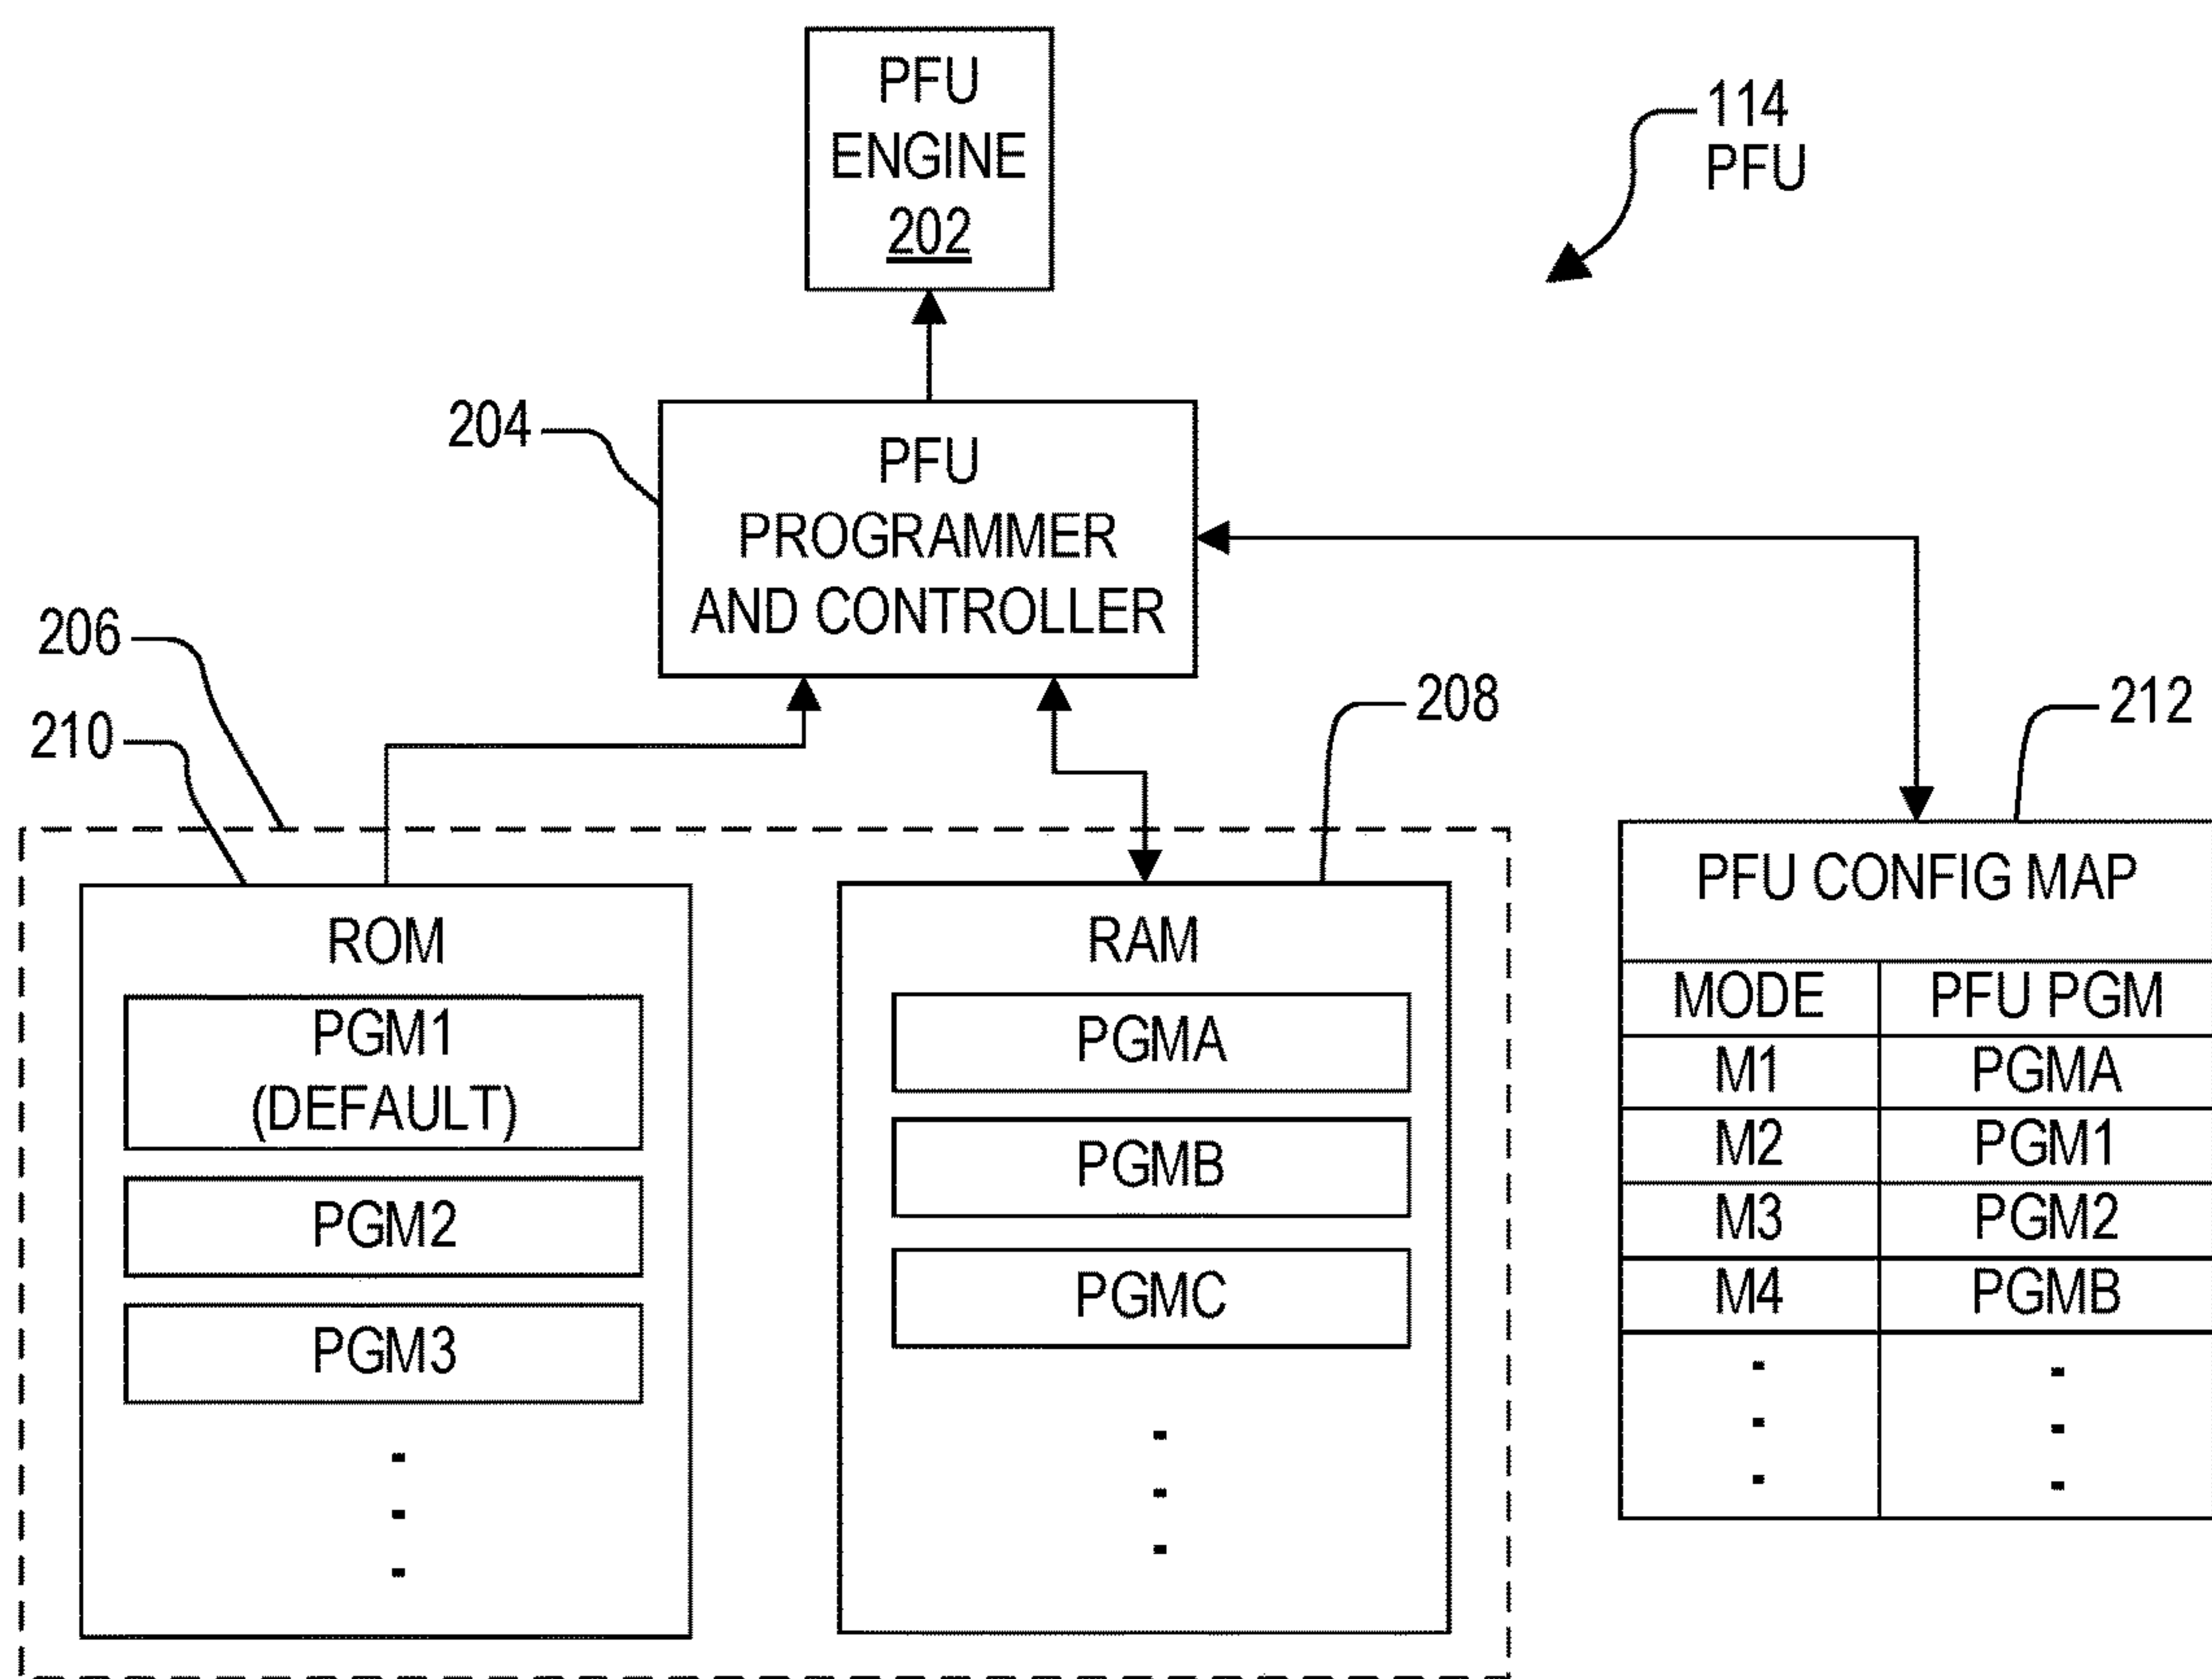 PFU
ENGINE
202
114
PFU
204
PFU
PROGRAMMER
AND CONTROLLER
206
210
208
212
ROM
PGM1
(DEFAULT)
PGM2
PGM3
RAM
PGMA
PGMB
PGMC
PFU CONFIG MAP
MODE PFU PGM
M1 PGMA
M2 PGM1
M3 PGM2
M4 PGMB